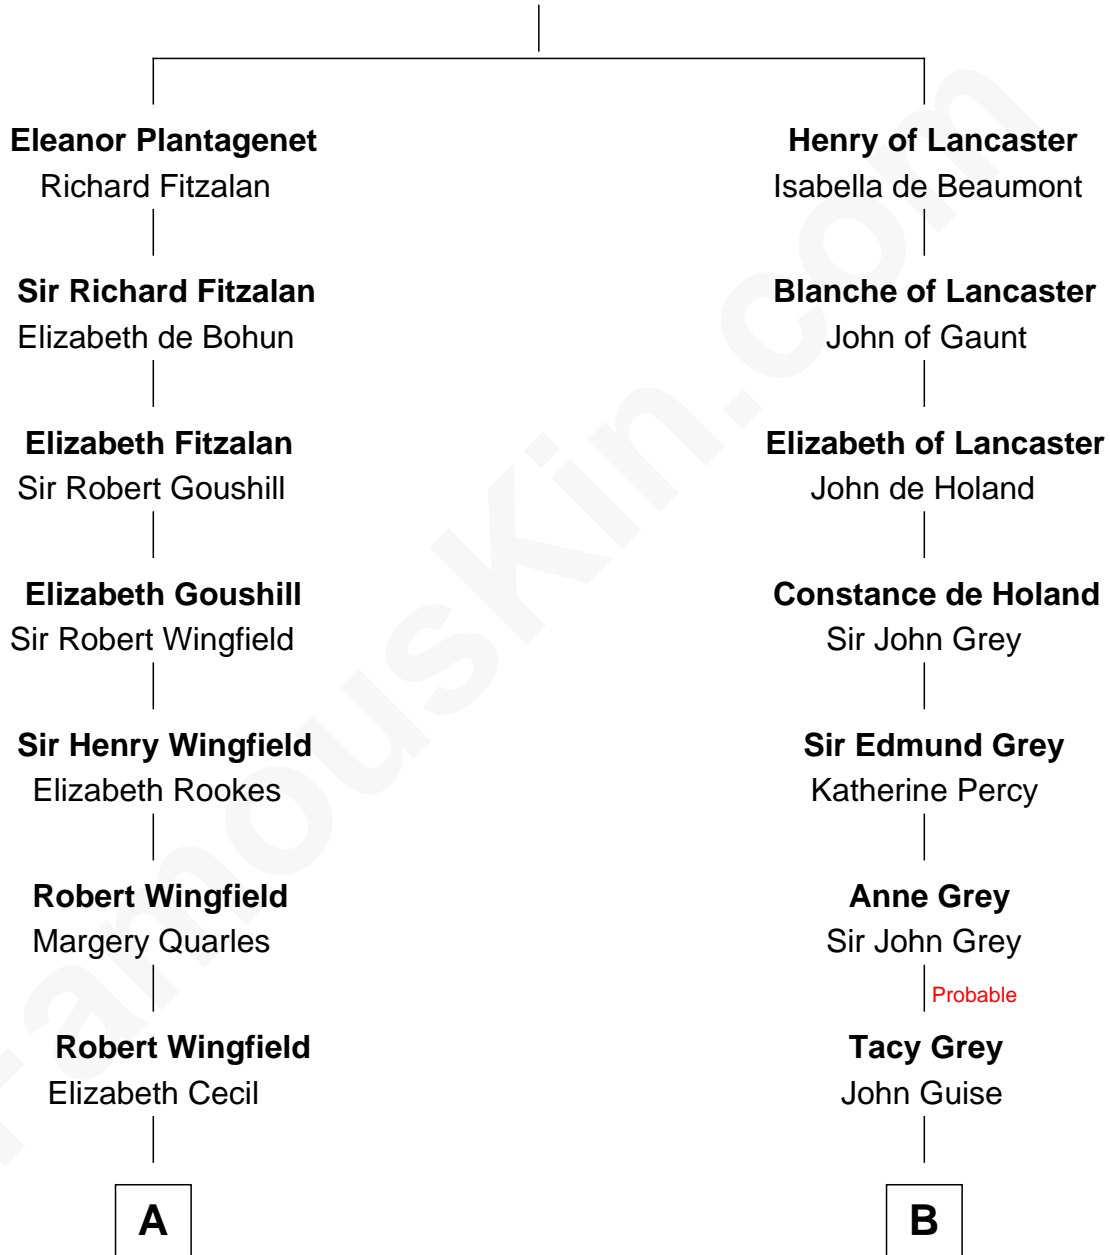 Eleanor Plantagenet
Richard Fitzalan
Sir Richard Fitzalan
Elizabeth de Bohun
Elizabeth Fitzalan
Sir Robert Goushill
Elizabeth Goushill
Sir Robert Wingfield
Sir Henry Wingfield
Elizabeth Rookes
Robert Wingfield
Margery Quarles
Robert Wingfield
Elizabeth Cecil
A
Henry of Lancaster
Isabella de Beaumont
Blanche of Lancaster
John of Gaunt
Elizabeth of Lancaster
John de Holand
Constance de Holand
Sir John Grey
Sir Edmund Grey
Katherine Percy
Anne Grey
Sir John Grey
Probable
Tacy Grey
John Guise
B
FamousKin.com